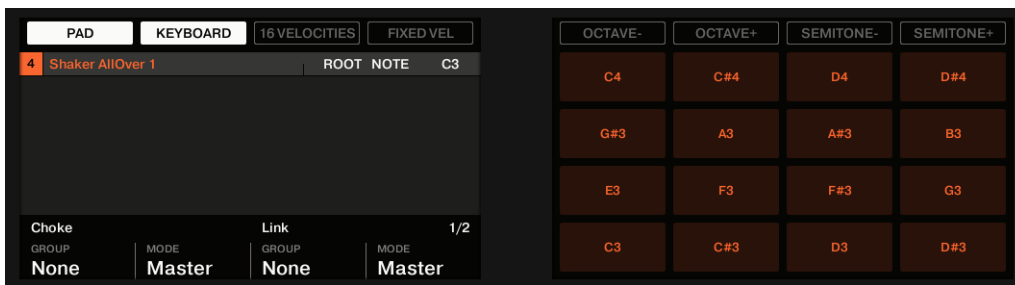 PAD KEYBOARD 16 VELOCITIES FIXED VEL
4 Shaker AllOver 1 ROOT NOTE C3
Choke Link 1/2
GROUP MODE GROUP MODE
None Master None Master
OCTAVE- OCTAVE+ SEMITONE- SEMITONE+
C4 C#4 D4 D#4
G#3 A3 A#3 B3
E3 F3 F#3 G3
C3 C#3 D3 D#3